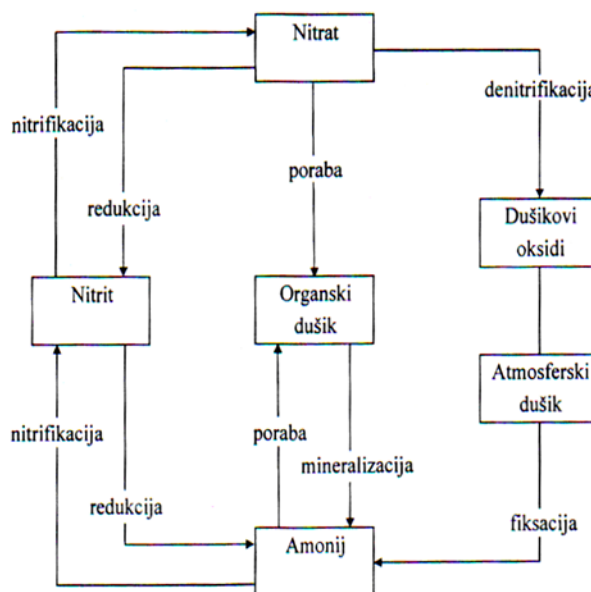 Nitrat
denitrifikacija
nitrifikacija
poraba
redukcija
Dušikovi
oksidi
Nitrit
Organski
dušik
Atmosferski
dušik
nitrifikacija
poraba
mineralizacija
redukcija
fiksacija
Amonij